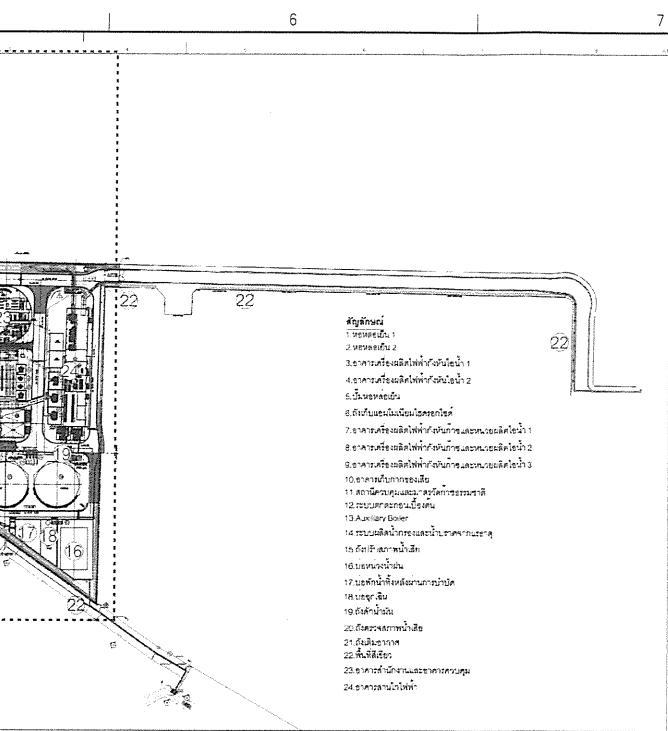 6
7
22
22
22
24
19
17
18
16
22
สัญลักษณ์
1.หอหล่อเย็น 1
2.หอหล่อเย็น 2
3.อาคารเครื่องผลิตไฟฟ้ากังหันไอน้ำ 1
4.อาคารเครื่องผลิตไฟฟ้ากังหันไอน้ำ 2
5.ปั๊มหอหล่อเย็น
6.ถังเก็บแอมโมเนียมไฮดรอกไซด์
7.อาคารเครื่องผลิตไฟฟ้ากังหันก๊าซและหน่วยผลิตไอน้ำ 1
8.อาคารเครื่องผลิตไฟฟ้ากังหันก๊าซและหน่วยผลิตไอน้ำ 2
9.อาคารเครื่องผลิตไฟฟ้ากังหันก๊าซและหน่วยผลิตไอน้ำ 3
10.อาคารเก็บกากของเสีย
11.สถานีควบคุมและมาตรวัดก๊าซธรรมชาติ
12.ระบบตกตะกอนเบื้องต้น
13.Auxiliary Boiler
14.ระบบผลิตน้ำกรองและน้ำปราศจากแร่ธาตุ
15.ถังปรับสภาพน้ำเสีย
16.บ่อหน่วงน้ำฝน
17.บ่อพักน้ำทิ้งหลังผ่านการบำบัด
18.บ่อฉุกเฉิน
19.ถังดักน้ำมัน
20.ถังตรวจสภาพน้ำเสีย
21.ถังเติมอากาศ
22.พื้นที่สีเขียว
23.อาคารสำนักงานและอาคารควบคุม
24.อาคารลานไกไฟฟ้า